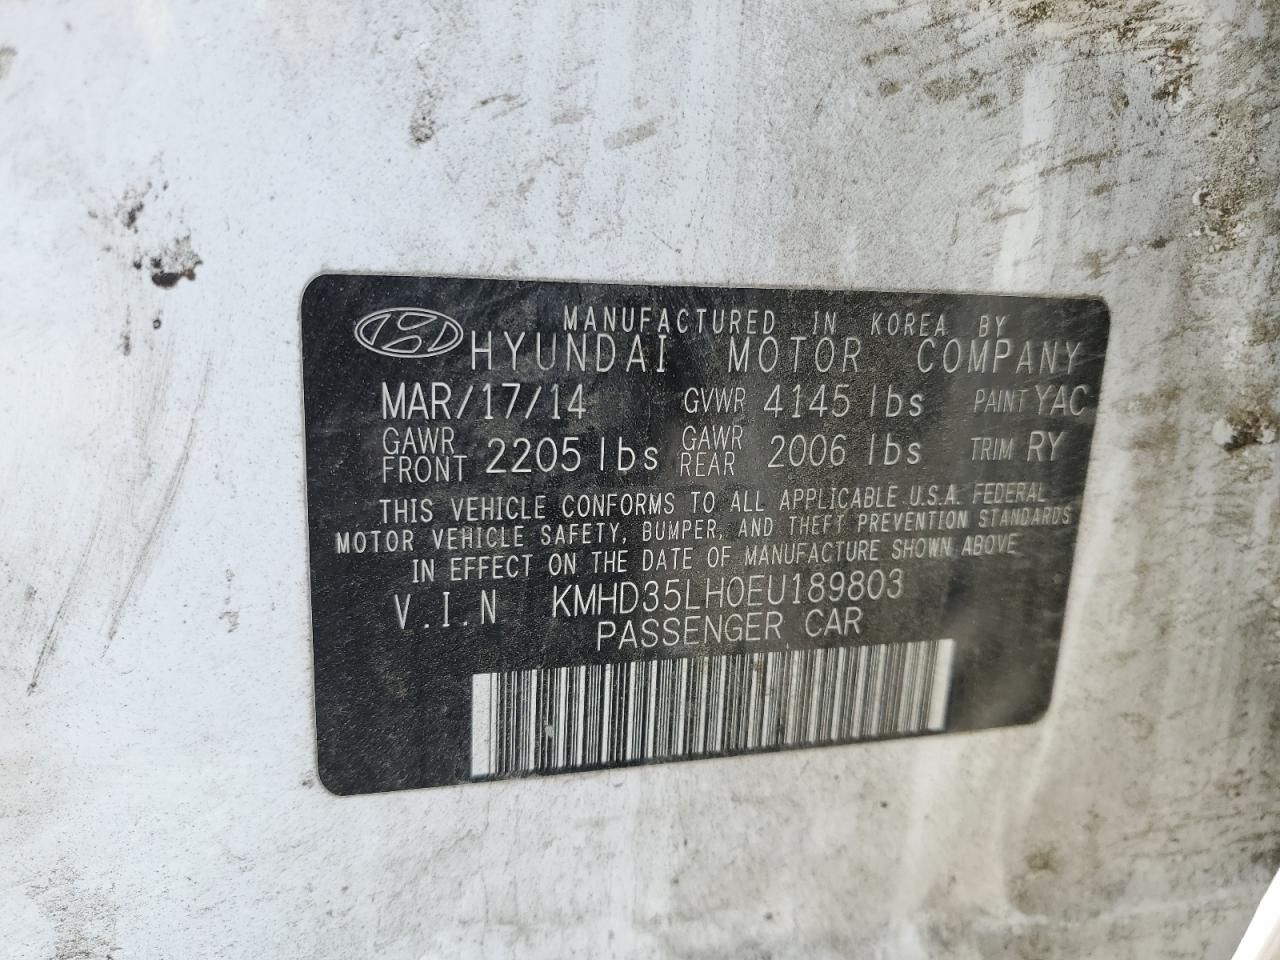 MANUFACTURED IN KOREA BY
HYUNDAI MOTOR COMPANY
MAR/17/14 GVWR 4145 lbs PAINT YAC
GAWR FRONT 2205 lbs GAWR REAR 2006 lbs TRIM RY
THIS VEHICLE CONFORMS TO ALL APPLICABLE U.S.A. FEDERAL
MOTOR VEHICLE SAFETY, BUMPER, AND THEFT PREVENTION STANDARDS
IN EFFECT ON THE DATE OF MANUFACTURE SHOWN ABOVE
V.I.N KMHD35LH0EU189803
PASSENGER CAR